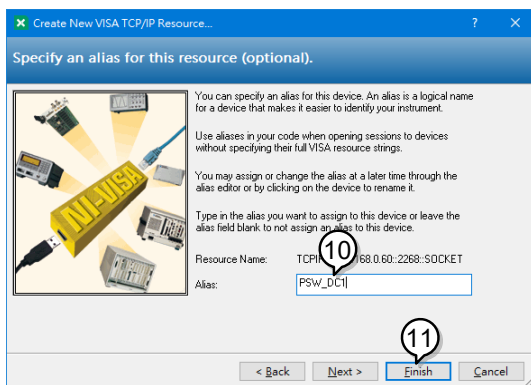 Create New VISA TCP/IP Resource...
? X
Specify an alias for this resource (optional).
You can specify an alias for this device. An alias is a logical name
for a device that makes it easier to identify your instrument.
Use aliases in your code when opening sessions to devices
without specifying their full VISA resource strings.
You may assign or change the alias at a later time through the
alias editor or by clicking on the device to rename it.
Type in the alias you want to assign to this device or leave the
alias field blank to not assign an alias to this device.
NI-VISA
10
Resource Name: TCPIP 68.0.60::2268::SOCKET
Alias: PSW_DC1
11
< Back Next > Finish Cancel